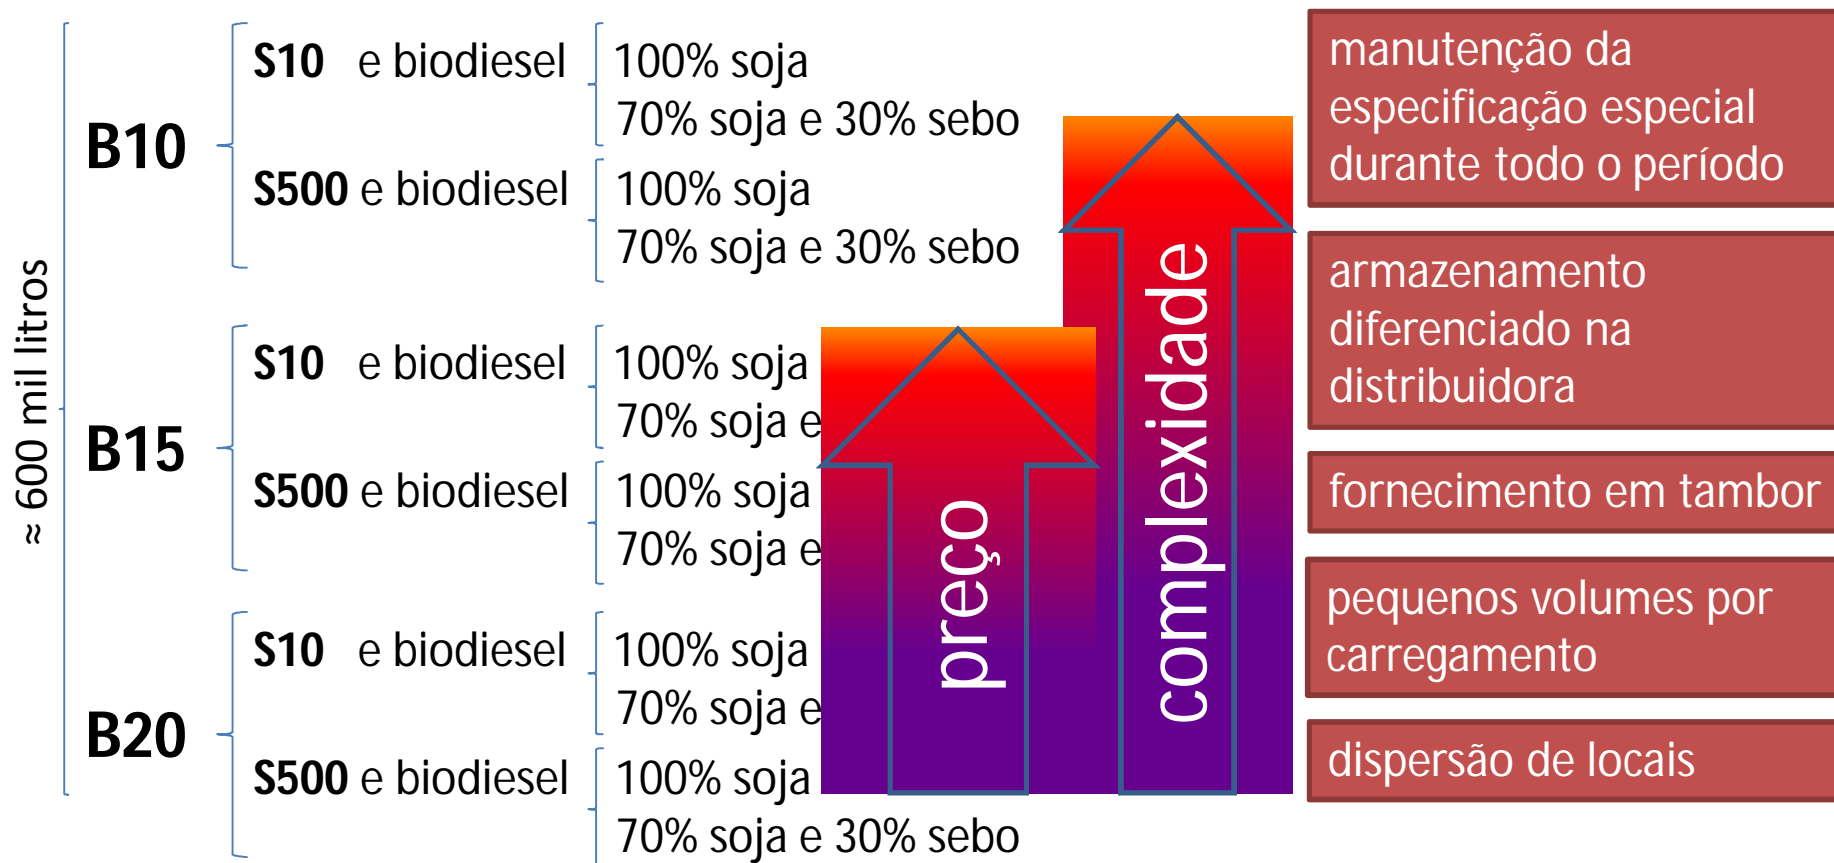 ≈ 600 mil litros
B10
S10 e biodiesel
100% soja
70% soja e 30% sebo
S500 e biodiesel
100% soja
70% soja e 30% sebo
B15
S10 e biodiesel
100% soja
70% soja e
S500 e biodiesel
100% soja
70% soja e
B20
S10 e biodiesel
100% soja
70% soja e
S500 e biodiesel
100% soja
70% soja e 30% sebo
preço
complexidade
manutenção da
especificação especial
durante todo o período
armazenamento
diferenciado na
distribuidora
fornecimento em tambor
pequenos volumes por
carregamento
dispersão de locais